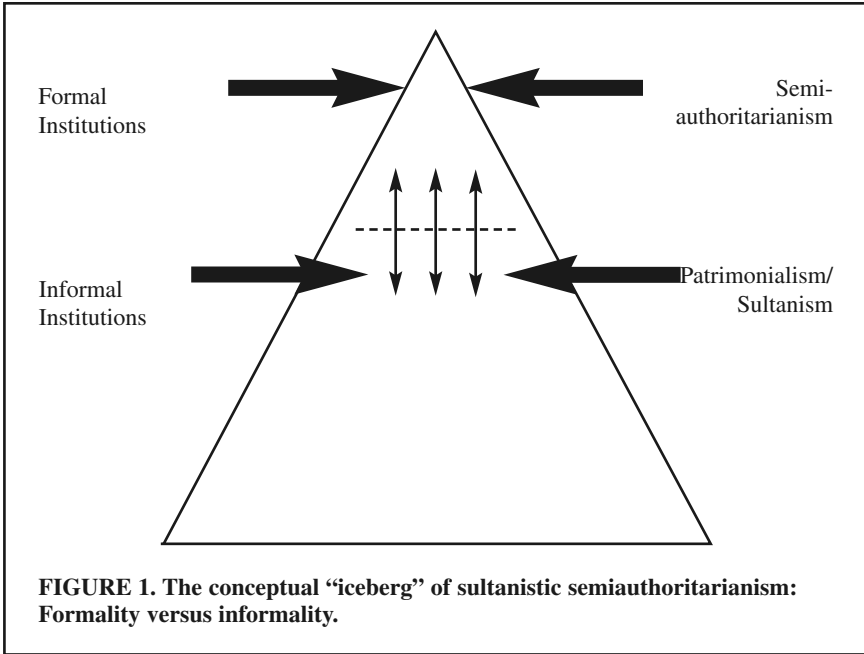 Formal
Institutions
Semi-
authoritarianism
Informal
Institutions
Patrimonialism/
Sultanism
FIGURE 1. The conceptual “iceberg” of sultanistic semiauthoritarianism:
Formality versus informality.